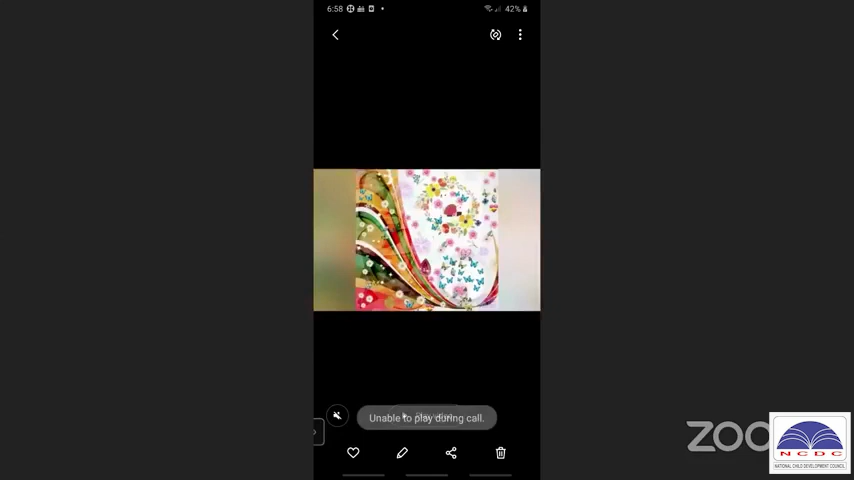 6:58
42%
Unable to play during call.
ZOO
NCDC
NATIONAL CHILD DEVELOPMENT COUNCIL